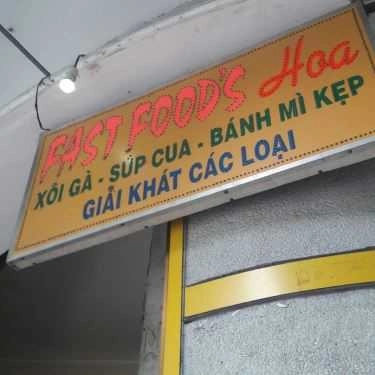 FAST FOOD'S Hoa
XÔI GÀ - SÚP CUA - BÁNH MÌ KẸP
GIẢI KHÁT CÁC LOẠI